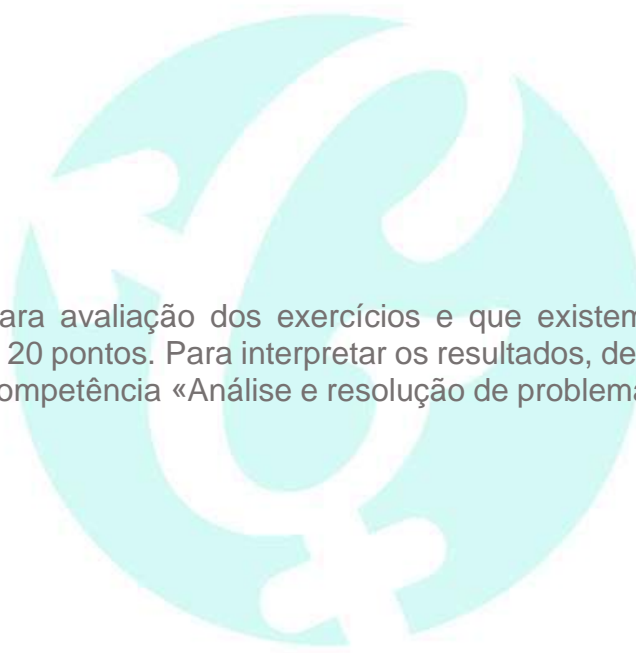 ara avaliação dos exercícios e que existem
20 pontos. Para interpretar os resultados, de
ompetência «Análise e resolução de problema